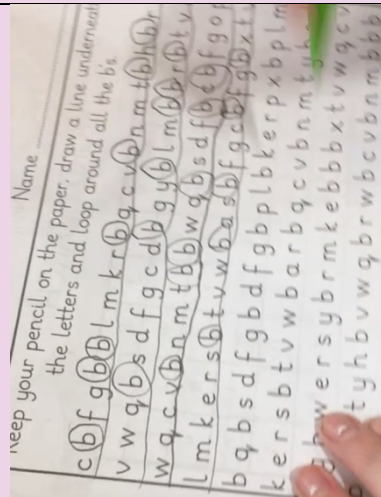 Name
Keep your pencil on the paper, draw a line underneath
the letters and loop around all the b's.
c b f g b b l m k r b q c v b n m t b h b r
v w q b s d f g c d b g y b l m b b r b t v
w q c v b n m t b b w q b s d f b c b f g o f
l m k e r s b t v w b a s b f g c b f g b x t v
b q b s d f g b d f g b p l b k e r p x b p l m
k e r s b t v w b a r b q c v b n m t y h
w e r s y b r m k e b b b x t v w q c v
t y h b v w q b r w b c v b n m b b b